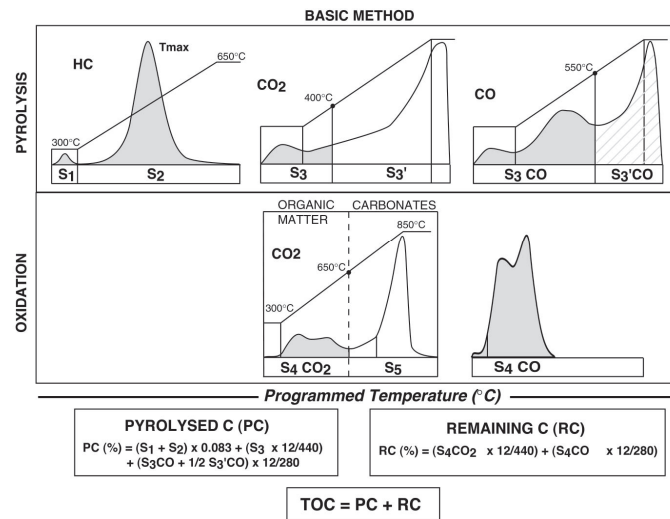 BASIC METHOD
PYROLYSIS
HC
Tmax
650°C
300°C
S1
S2
CO2
400°C
S3
S3'
CO
550°C
S3 CO
S3'CO
OXIDATION
ORGANIC MATTER
CARBONATES
CO2
850°C
650°C
300°C
S4 CO2
S5
S4 CO
Programmed Temperature (°C)
PYROLYSED C (PC)
PC (%) = (S1 + S2) x 0.083 + (S3 x 12/440)
+ (S3CO + 1/2 S3'CO) x 12/280
REMAINING C (RC)
RC (%) = (S4CO2 x 12/440) + (S4CO x 12/280)
TOC = PC + RC